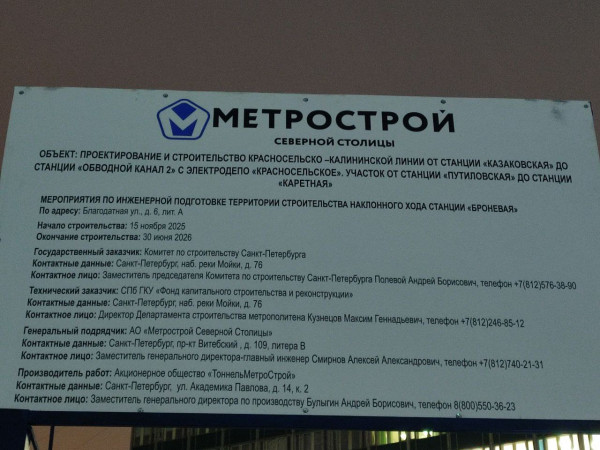 МЕТРОСТРОЙ
СЕВЕРНОЙ СТОЛИЦЫ
ОБЪЕКТ: ПРОЕКТИРОВАНИЕ И СТРОИТЕЛЬСТВО КРАСНОСЕЛЬСКО –КАЛИНИНСКОЙ ЛИНИИ ОТ СТАНЦИИ «КАЗАКОВСКАЯ» ДО
СТАНЦИИ «ОБВОДНОЙ КАНАЛ 2» С ЭЛЕКТРОДЕПО «КРАСНОСЕЛЬСКОЕ». УЧАСТОК ОТ СТАНЦИИ «ПУТИЛОВСКАЯ» ДО СТАНЦИИ
«КАРЕТНАЯ»
МЕРОПРИЯТИЯ ПО ИНЖЕНЕРНОЙ ПОДГОТОВКЕ ТЕРРИТОРИИ СТРОИТЕЛЬСТВА НАКЛОННОГО ХОДА СТАНЦИИ «БРОНЕВАЯ»
По адресу: Благодатная ул., д. 6, лит. А
Начало строительства: 15 ноября 2025
Окончание строительства: 30 июня 2026
Государственный заказчик: Комитет по строительству Санкт-Петербурга
Контактные данные: Санкт-Петербург, наб. реки Мойки, д. 76
Контактное лицо: Заместитель председателя Комитета по строительству Санкт-Петербурга Полевой Андрей Борисович, телефон +7(812)576-38-90
Технический заказчик: СПб ГКУ «Фонд капитального строительства и реконструкции»
Контактные данные: Санкт-Петербург, наб. реки Мойки, д. 76
Контактное лицо: Директор Департамента строительства метрополитена Кузнецов Максим Геннадьевич, телефон +7(812)246-85-12
Генеральный подрядчик: АО «Метрострой Северной Столицы»
Контактные данные: Санкт-Петербург, пр-кт Витебский , д. 109, литера В
Контактное лицо: Заместитель генерального директора-главный инженер Смирнов Алексей Александрович, телефон +7(812)740-21-31
Производитель работ: Акционерное общество «ТоннельМетроСтрой»
Контактные данные: Санкт-Петербург, ул. Академика Павлова, д. 14, к. 2
Контактное лицо: Заместитель генерального директора по производству Булыгин Андрей Борисович, телефон 8(800)550-36-23